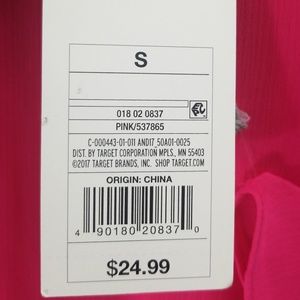 S
018 02 0837
PINK/537865
C-000443-01-011 AND17_50A01-0025
DIST. BY TARGET CORPORATION MPLS., MN 55403
©2017 TARGET BRANDS, INC. SHOP TARGET.COM
ORIGIN: CHINA
4 90180 20837 0
$24.99